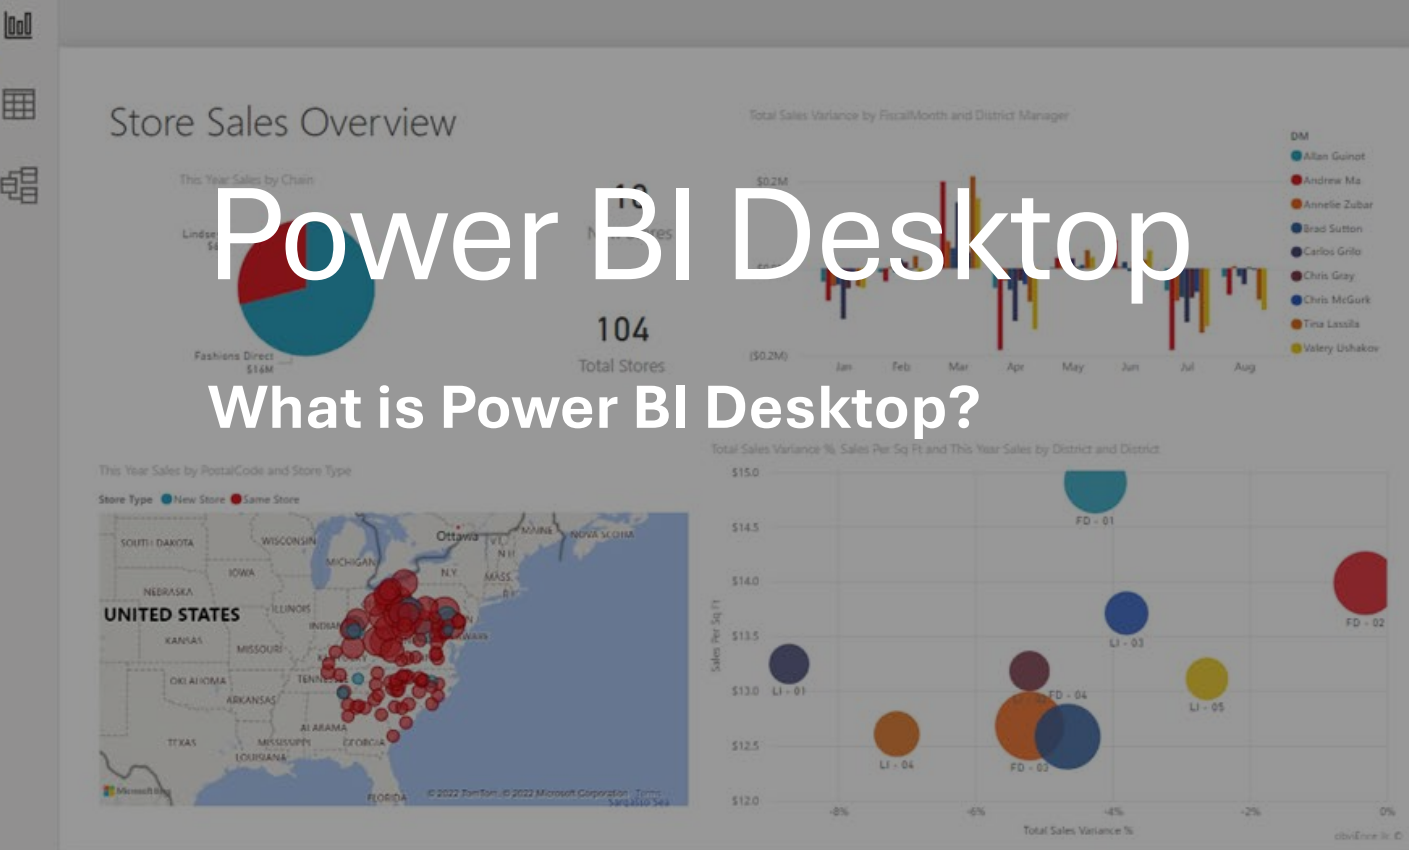 Store Sales Overview
Total Sales Variance by FiscalMonth and District Manager
DM
Allan Guinot
Andrew Ma
Annelie Zubar
Brad Sutton
Carlos Grilo
Chris Gray
Chris McGurk
Tina Lassila
Valery Ushakov
This Year Sales by Chain
$0.2M
Power BI Desktop
($0.2M)
Jan Feb Mar Apr May Jun Jul Aug
104
Total Stores
Fashions Direct
$16M
What is Power BI Desktop?
This Year Sales by PostalCode and Store Type
Store Type New Store Same Store
SOUTH DAKOTA
WISCONSIN
Ottawa
MAINE
NOVA SCOTIA
MICHIGAN
IOWA
N.Y.
MASS.
NEBRASKA
UNITED STATES
ILLINOIS
KANSAS
MISSOURI
OKLAHOMA
ARKANSAS
ALABAMA
TEXAS
MISSISSIPPI
GEORGIA
LOUISIANA
FLORIDA
© 2022 TomTom, © 2022 Microsoft Corporation Terms
Total Sales Variance %, Sales Per Sq Ft and This Year Sales by District and District
$15.0
$14.5
$14.0
$13.5
$13.0
$12.5
$12.0
Sales Per Sq Ft
FD - 01
FD - 02
LI - 03
LI - 01
FD - 04
LI - 05
LI - 04
FD - 03
-8% -6% -4% -2% 0%
Total Sales Variance %